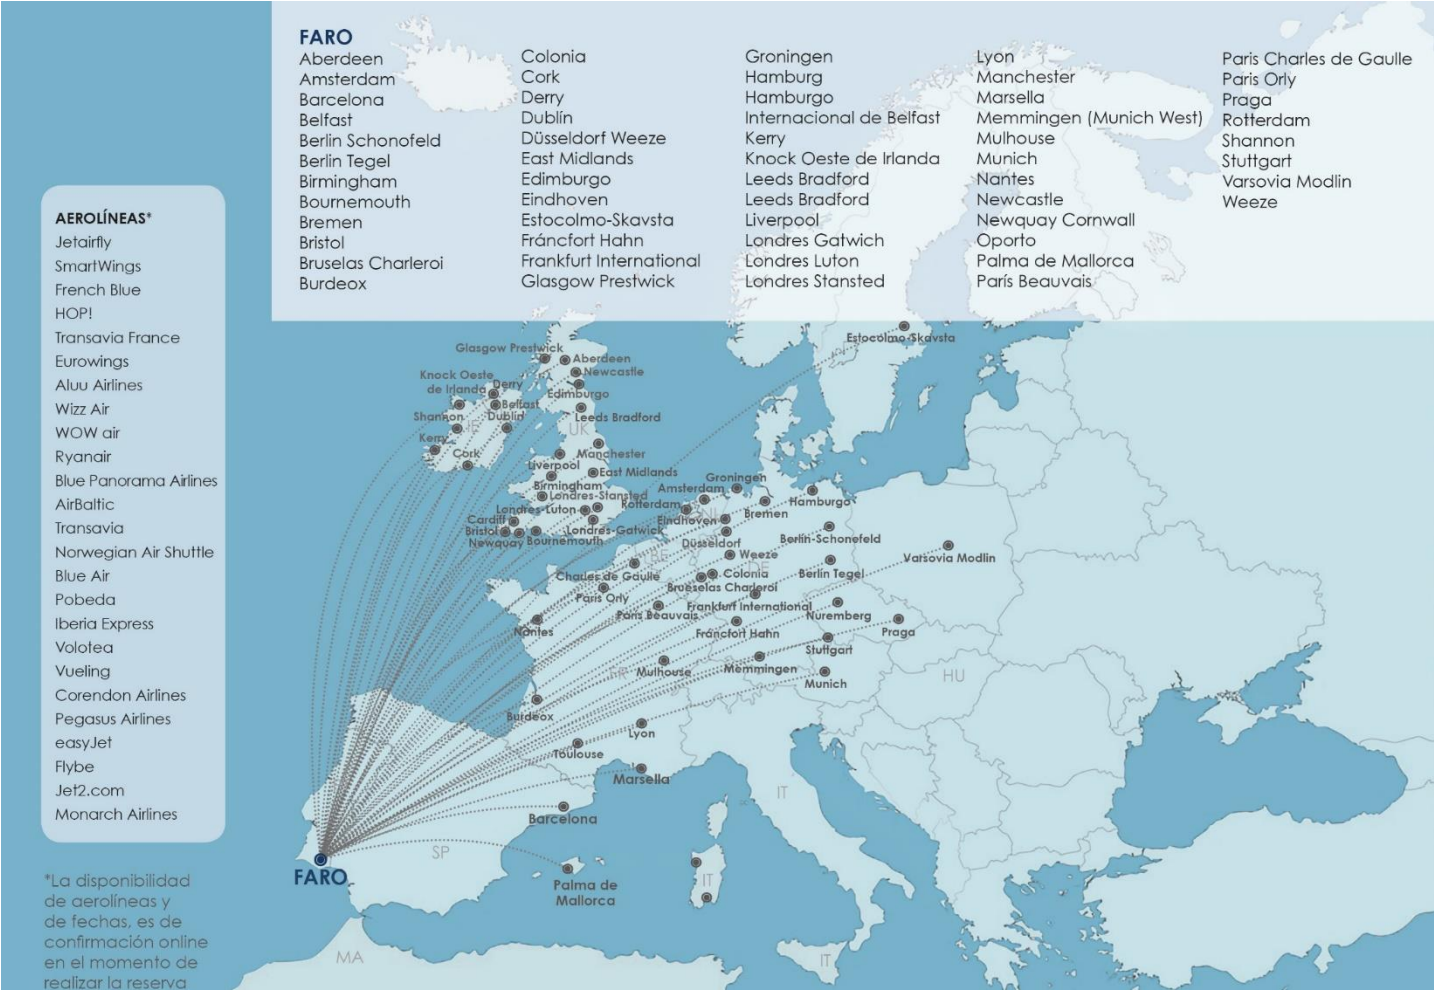 FARO
Aberdeen
Amsterdam
Barcelona
Belfast
Berlin Schonofeld
Berlin Tegel
Birmingham
Bournemouth
Bremen
Bristol
Bruselas Charleroi
Burdeox
Colonia
Cork
Derry
Dublín
Düsseldorf Weeze
East Midlands
Edimburgo
Eindhoven
Estocolmo-Skavsta
Fráncfort Hahn
Frankfurt International
Glasgow Prestwick
Groningen
Hamburg
Hamburgo
Internacional de Belfast
Kerry
Knock Oeste de Irlanda
Leeds Bradford
Leeds Bradford
Liverpool
Londres Gatwich
Londres Luton
Londres Stansted
Lyon
Manchester
Marsella
Memmingen (Munich West)
Mulhouse
Munich
Nantes
Newcastle
Newquay Cornwall
Oporto
Palma de Mallorca
París Beauvais
Paris Charles de Gaulle
Paris Orly
Praga
Rotterdam
Shannon
Stuttgart
Varsovia Modlin
Weeze
AEROLÍNEAS*
Jetairfly
SmartWings
French Blue
HOP!
Transavia France
Eurowings
Aluu Airlines
Wizz Air
WOW air
Ryanair
Blue Panorama Airlines
AirBaltic
Transavia
Norwegian Air Shuttle
Blue Air
Pobeda
Iberia Express
Volotea
Vueling
Corendon Airlines
Pegasus Airlines
easyJet
Flybe
Jet2.com
Monarch Airlines
*La disponibilidad
de aerolíneas y
de fechas, es de
confirmación online
en el momento de
realizar la reserva
Estocolmo-Skavsta
Glasgow Prestwick
Aberdeen
Newcastle
Knock Oeste
de Irlanda
Derry
Edimburgo
Belfast
Shannon
Dublin
Leeds Bradford
IE
UK
Kerry
Cork
Manchester
Liverpool
East Midlands
Birmingham
Londres-Stansted
Londres-Luton
Cardiff
Bristol
Newquay
Bournemouth
Londres-Gatwick
Groningen
Amsterdam
Rotterdam
Eindhoven
NL
Bremen
Hamburgo
Düsseldorf
Berlín-Schonefeld
BE
Weeze
DE
Varsovia Modlin
Charles de Gaulle
Colonia
Berlín Tegel
Brueselas Charleroi
Paris Orly
Paris Beauvais
Frankfurt International
Nuremberg
Nantes
Fráncfort Hahn
Praga
Stuttgart
FR
Mulhouse
Memmingen
Munich
HU
Burdeox
Lyon
Toulouse
Marsella
IT
Barcelona
SP
FARO
Palma de
Mallorca
IT
MA
IT